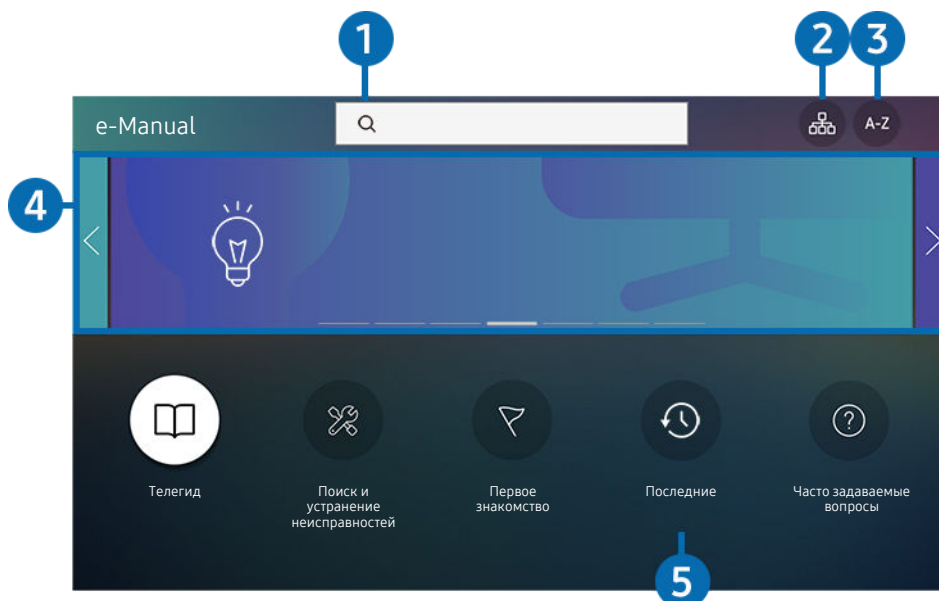 1
2
3
e-Manual
A-Z
4
Телегид
Поиск и
устранение
неисправностей
Первое
знакомство
Последние
Часто задаваемые
вопросы
5